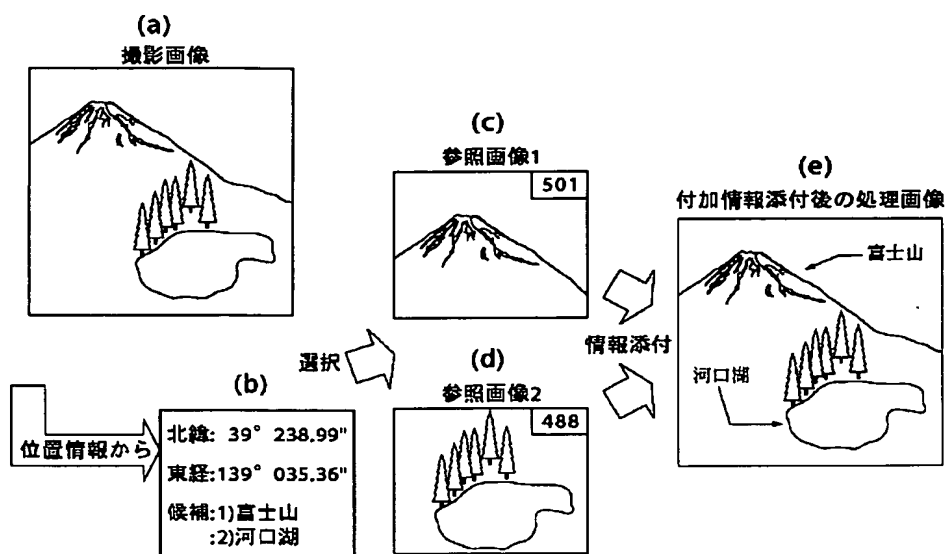 (a)
撮影画像
(c)
参照画像1
501
(e)
付加情報添付後の処理画像
富士山
河口湖
選択
情報添付
(b)
位置情報から
北緯: 39° 238.99"
東経:139° 035.36"
候補:1)富士山
:2)河口湖
(d)
参照画像2
488